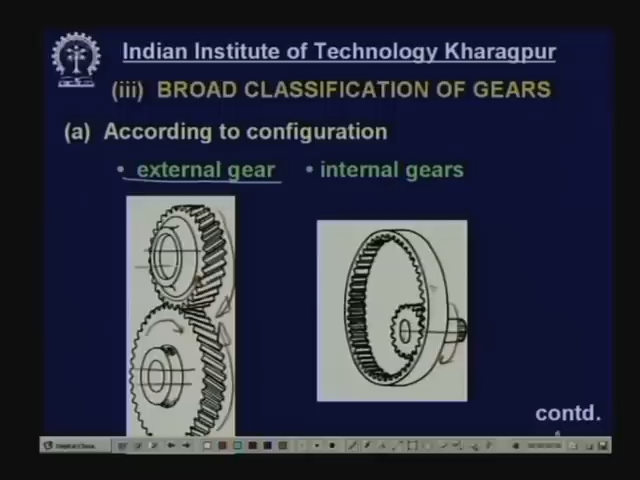 Indian Institute of Technology Kharagpur
(iii) BROAD CLASSIFICATION OF GEARS
(a) According to configuration
• external gear • internal gears
contd.